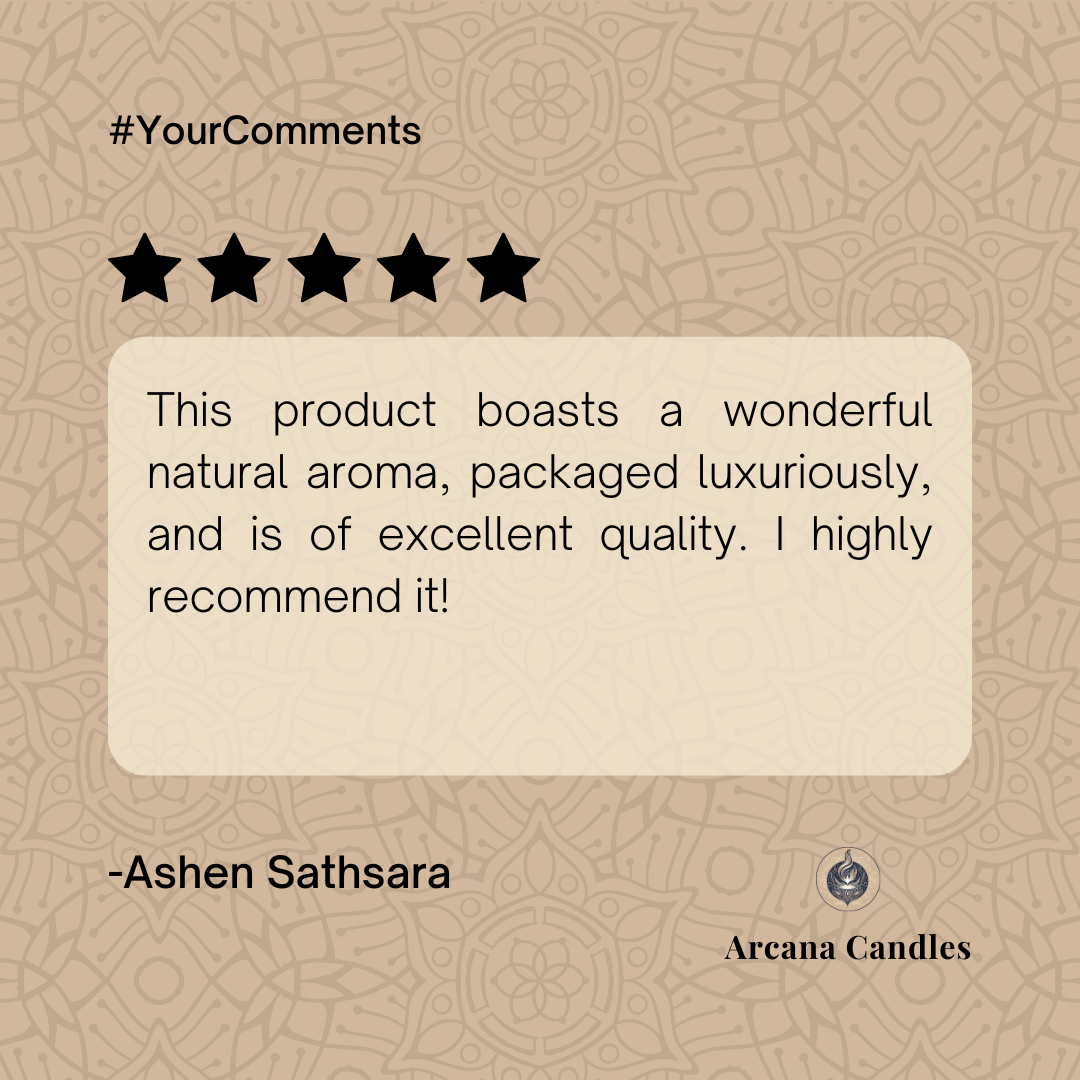 #YourComments
This product boasts a wonderful
natural aroma, packaged luxuriously,
and is of excellent quality. I highly
recommend it!
-Ashen Sathsara
Arcana Candles